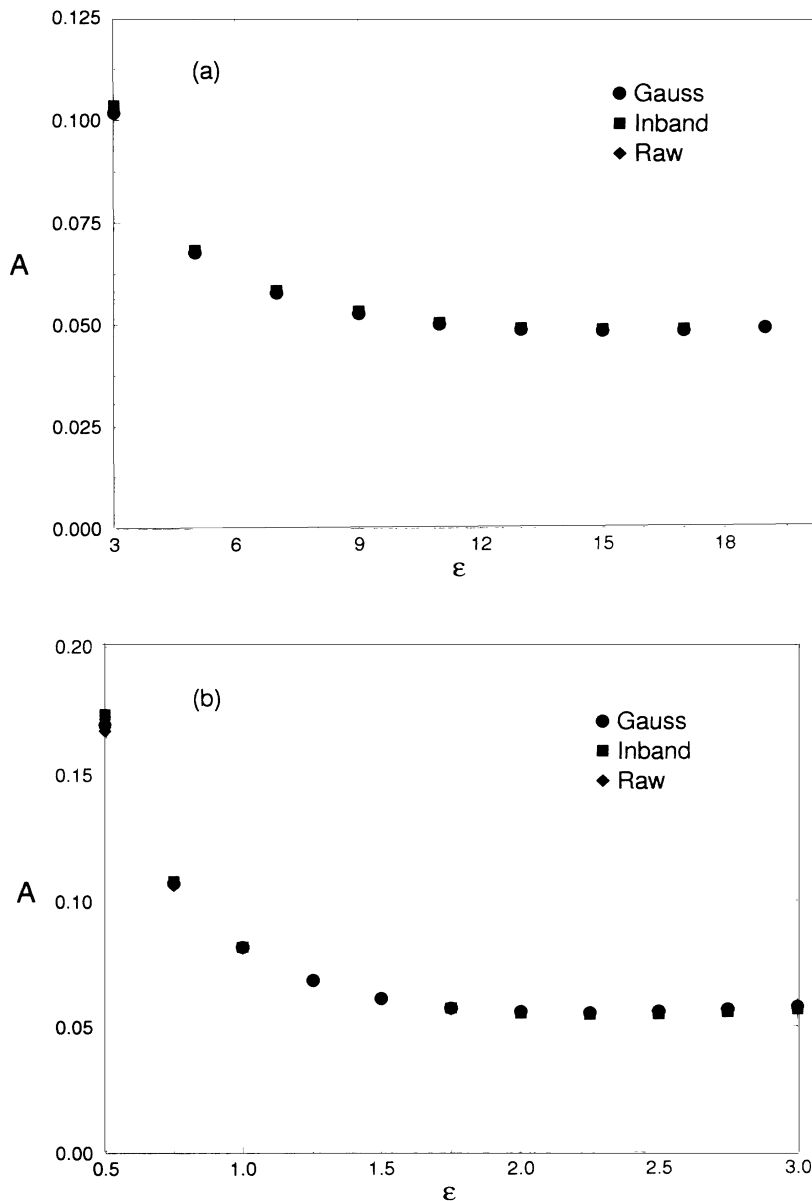 0.125
(a)
● Gauss
■ Inband
◆ Raw
0.100
0.075
A
0.050
0.025
0.000
3 6 9 12 15 18
ε
0.20
(b)
● Gauss
■ Inband
◆ Raw
0.15
A
0.10
0.05
0.00
0.5 1.0 1.5 2.0 2.5 3.0
ε